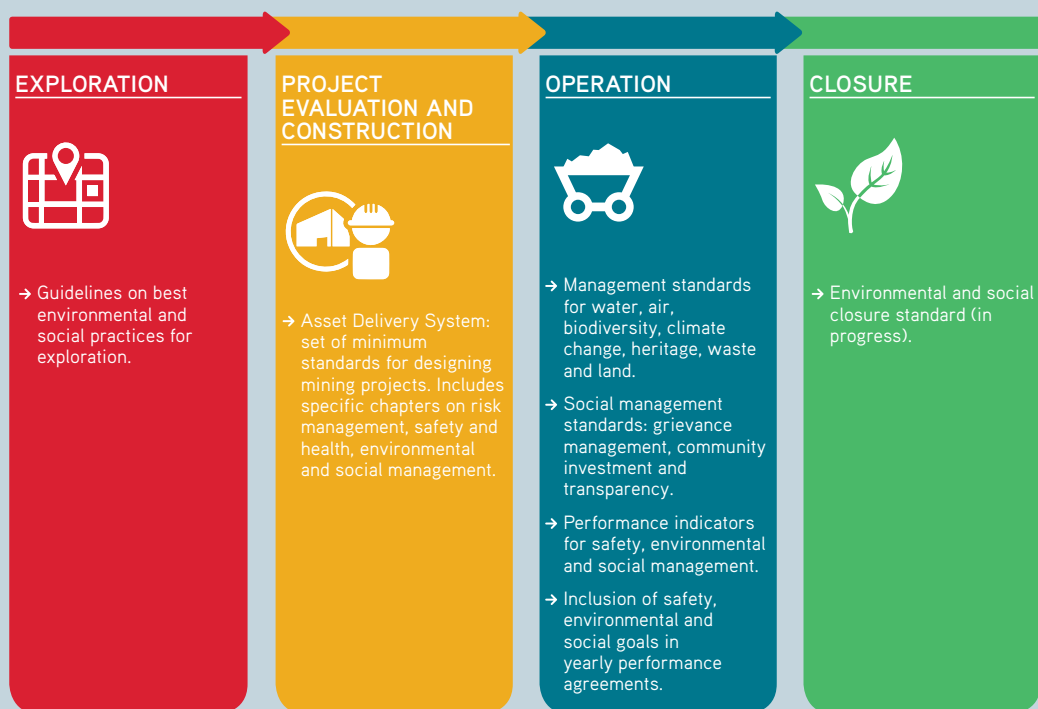 EXPLORATION
→ Guidelines on best
environmental and
social practices for
exploration.
PROJECT
EVALUATION AND
CONSTRUCTION
→ Asset Delivery System:
set of minimum
standards for designing
mining projects. Includes
specific chapters on risk
management, safety and
health, environmental
and social management.
OPERATION
→ Management standards
for water, air,
biodiversity, climate
change, heritage, waste
and land.
→ Social management
standards: grievance
management, community
investment and
transparency.
→ Performance indicators
for safety, environmental
and social management.
→ Inclusion of safety,
environmental and
social goals in
yearly performance
agreements.
CLOSURE
→ Environmental and social
closure standard (in
progress).